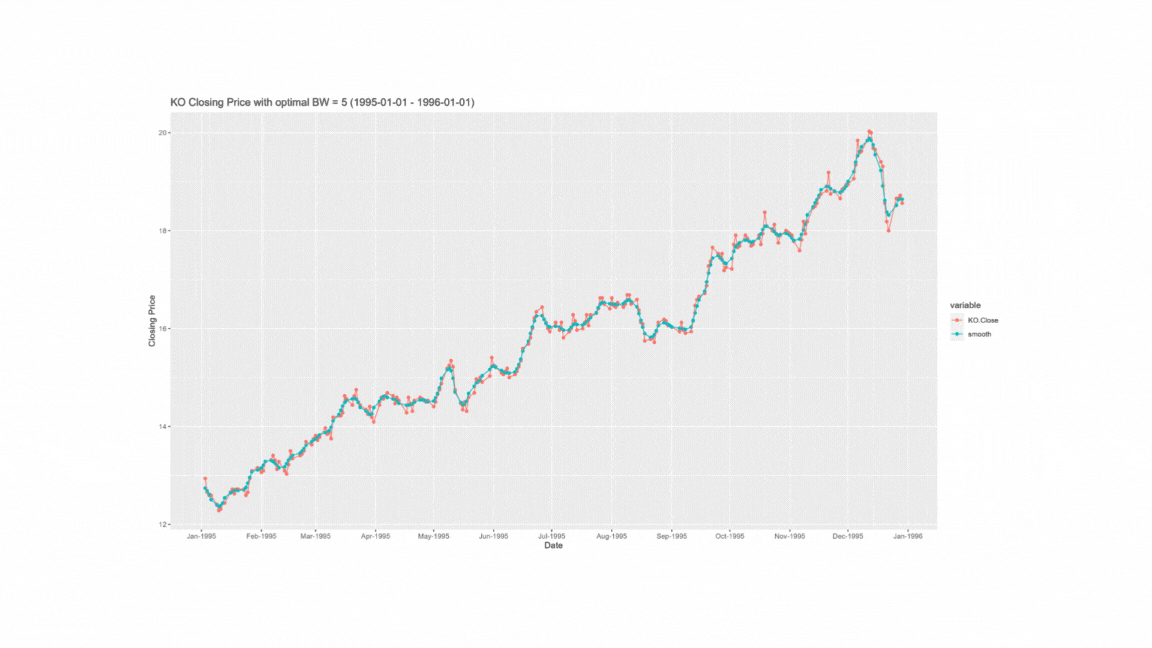 KO Closing Price with optimal BW = 5 (1995-01-01 - 1996-01-01)
20
18
16
14
12
Closing Price
Jan-1995 Feb-1995 Mar-1995 Apr-1995 May-1995 Jun-1995 Jul-1995 Aug-1995 Sep-1995 Oct-1995 Nov-1995 Dec-1995 Jan-1996
Date
variable
KO.Close
smooth